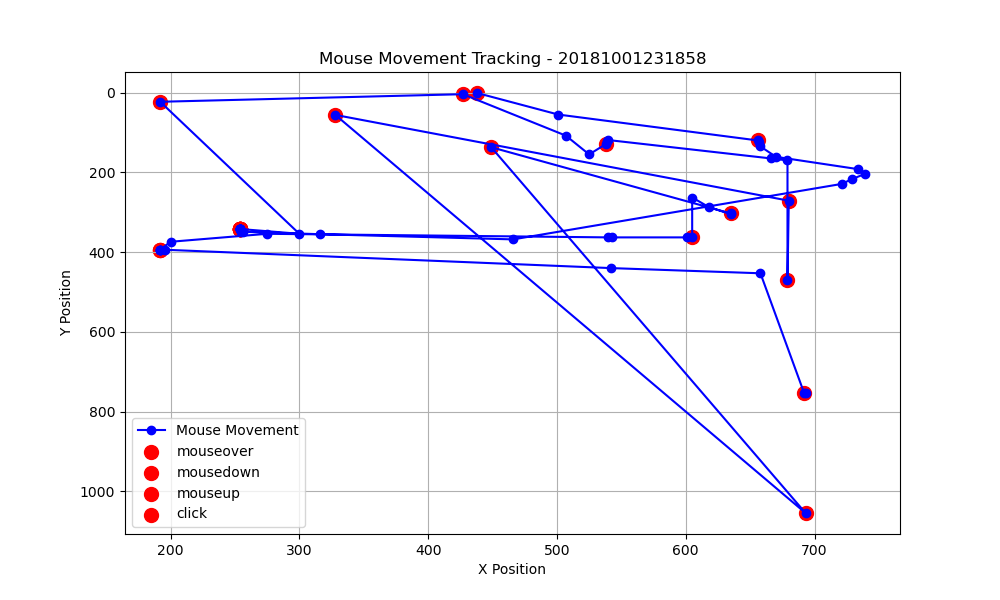 Mouse Movement Tracking - 20181001231858
0
200
400
600
800
1000
Y Position
Mouse Movement
mouseover
mousedown
mouseup
click
200 300 400 500 600 700
X Position